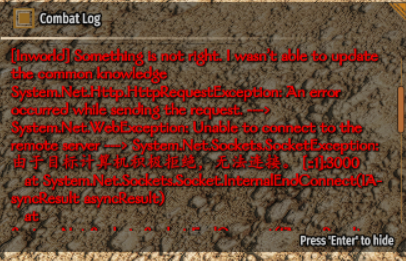 Combat Log
[Inworld] Something is not right. I wasn't able to update
the common knowledge
System.Net.Http.HttpRequestException: An error
occurred while sending the request. --->
System.Net.WebException: Unable to connect to the
remote server ---> System.Net.Sockets.SocketException:
由于目标计算机积极拒绝，无法连接。 [::1]:3000
at System.Net.Sockets.Socket.InternalEndConnect(IA
syncResult asyncResult)
at
Press 'Enter' to hide